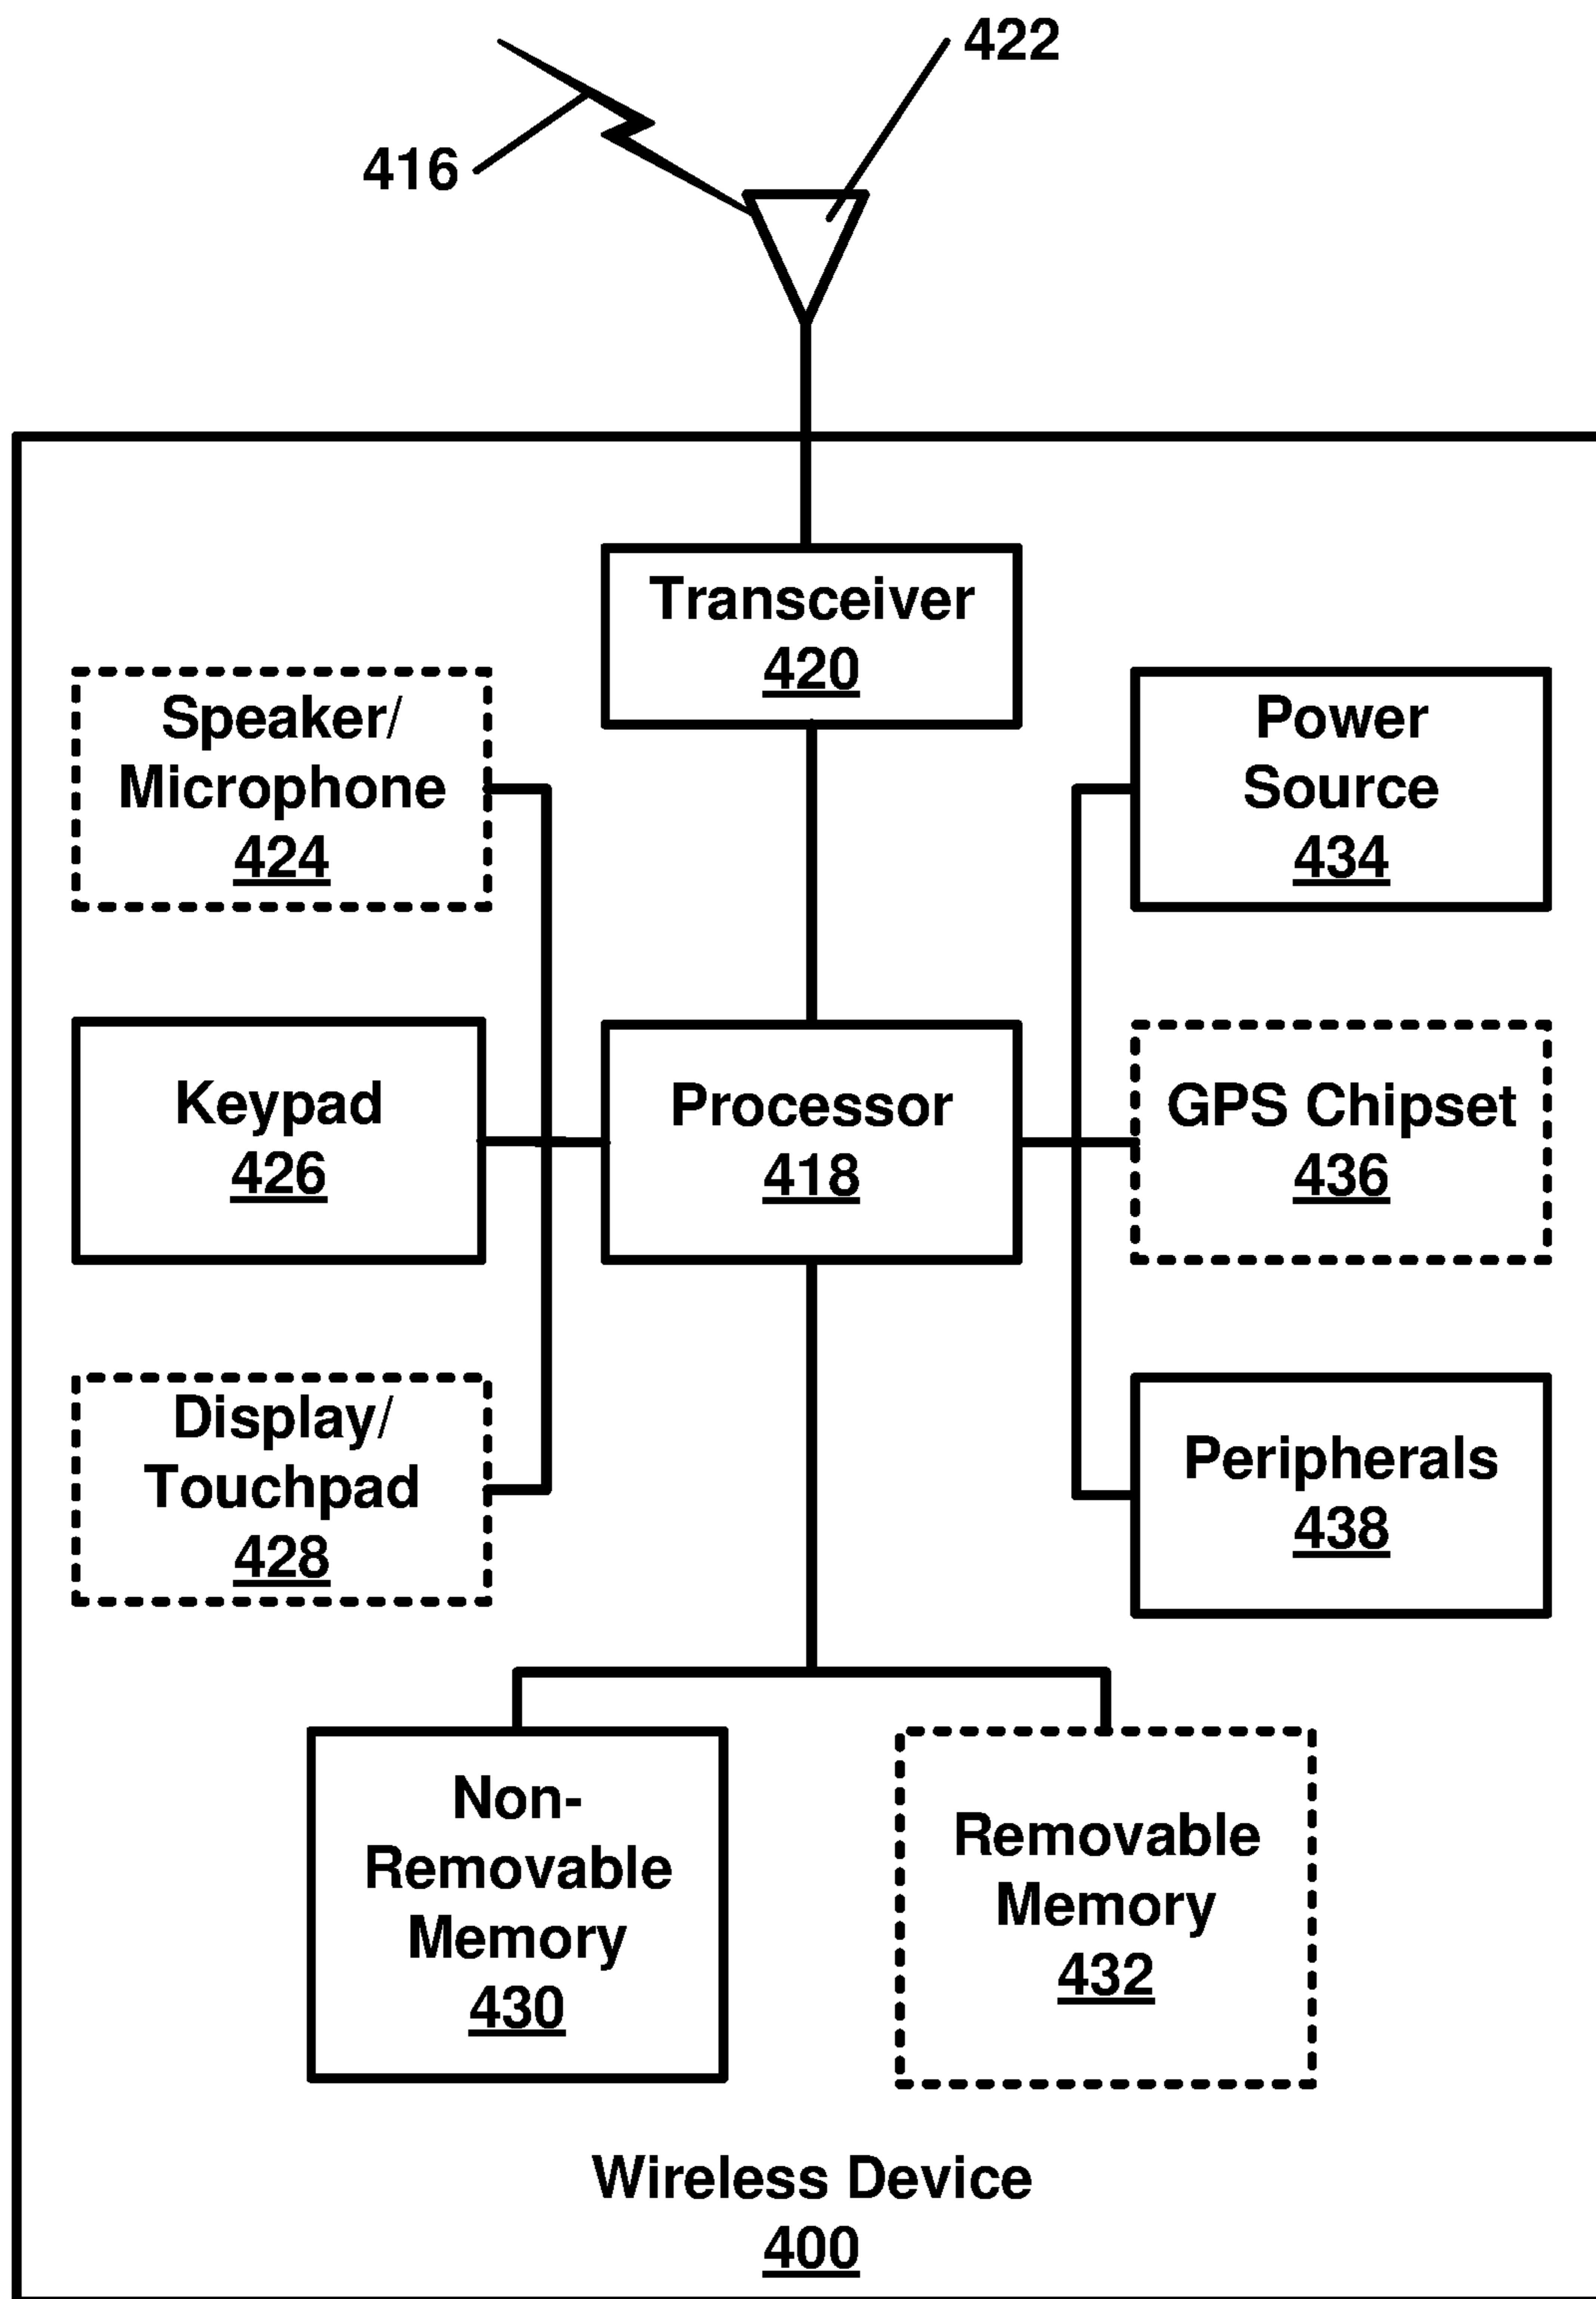 422
416
Transceiver
420
Speaker/
Microphone
424
Power
Source
434
Keypad
426
Processor
418
GPS Chipset
436
Display/
Touchpad
428
Peripherals
438
Non-
Removable
Memory
430
Removable
Memory
432
Wireless Device
400